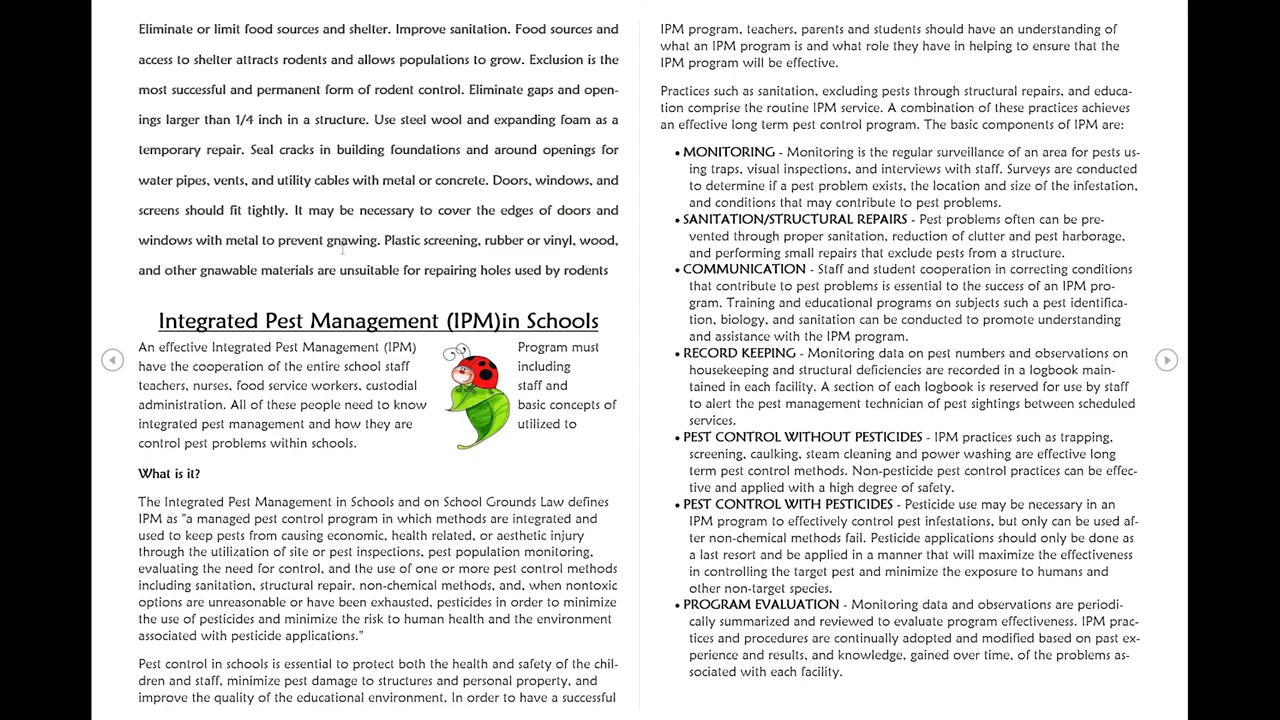 Eliminate or limit food sources and shelter. Improve sanitation. Food sources and
access to shelter attracts rodents and allows populations to grow. Exclusion is the
most successful and permanent form of rodent control. Eliminate gaps and open-
ings larger than 1/4 inch in a structure. Use steel wool and expanding foam as a
temporary repair. Seal cracks in building foundations and around openings for
water pipes, vents, and utility cables with metal or concrete. Doors, windows, and
screens should fit tightly. It may be necessary to cover the edges of doors and
windows with metal to prevent gnawing. Plastic screening, rubber or vinyl, wood,
and other gnawable materials are unsuitable for repairing holes used by rodents
Integrated Pest Management (IPM)in Schools
An effective Integrated Pest Management (IPM) Program must
have the cooperation of the entire school staff including
teachers, nurses, food service workers, custodial staff and
administration. All of these people need to know basic concepts of
integrated pest management and how they are utilized to
control pest problems within schools.
What is it?
The Integrated Pest Management in Schools and on School Grounds Law defines
IPM as "a managed pest control program in which methods are integrated and
used to keep pests from causing economic, health related, or aesthetic injury
through the utilization of site or pest inspections, pest population monitoring,
evaluating the need for control, and the use of one or more pest control methods
including sanitation, structural repair, non-chemical methods, and, when nontoxic
options are unreasonable or have been exhausted, pesticides in order to minimize
the use of pesticides and minimize the risk to human health and the environment
associated with pesticide applications."
Pest control in schools is essential to protect both the health and safety of the chil-
dren and staff, minimize pest damage to structures and personal property, and
improve the quality of the educational environment. In order to have a successful
IPM program, teachers, parents and students should have an understanding of
what an IPM program is and what role they have in helping to ensure that the
IPM program will be effective.
Practices such as sanitation, excluding pests through structural repairs, and educa-
tion comprise the routine IPM service. A combination of these practices achieves
an effective long term pest control program. The basic components of IPM are:
• MONITORING - Monitoring is the regular surveillance of an area for pests us-
ing traps, visual inspections, and interviews with staff. Surveys are conducted
to determine if a pest problem exists, the location and size of the infestation,
and conditions that may contribute to pest problems.
• SANITATION/STRUCTURAL REPAIRS - Pest problems often can be pre-
vented through proper sanitation, reduction of clutter and pest harborage,
and performing small repairs that exclude pests from a structure.
• COMMUNICATION - Staff and student cooperation in correcting conditions
that contribute to pest problems is essential to the success of an IPM pro-
gram. Training and educational programs on subjects such a pest identifica-
tion, biology, and sanitation can be conducted to promote understanding
and assistance with the IPM program.
• RECORD KEEPING - Monitoring data on pest numbers and observations on
housekeeping and structural deficiencies are recorded in a logbook main-
tained in each facility. A section of each logbook is reserved for use by staff
to alert the pest management technician of pest sightings between scheduled
services.
• PEST CONTROL WITHOUT PESTICIDES - IPM practices such as trapping,
screening, caulking, steam cleaning and power washing are effective long
term pest control methods. Non-pesticide pest control practices can be effec-
tive and applied with a high degree of safety.
• PEST CONTROL WITH PESTICIDES - Pesticide use may be necessary in an
IPM program to effectively control pest infestations, but only can be used af-
ter non-chemical methods fail. Pesticide applications should only be done as
a last resort and be applied in a manner that will maximize the effectiveness
in controlling the target pest and minimize the exposure to humans and
other non-target species.
• PROGRAM EVALUATION - Monitoring data and observations are periodi-
cally summarized and reviewed to evaluate program effectiveness. IPM prac-
tices and procedures are continually adopted and modified based on past ex-
perience and results, and knowledge, gained over time, of the problems as-
sociated with each facility.